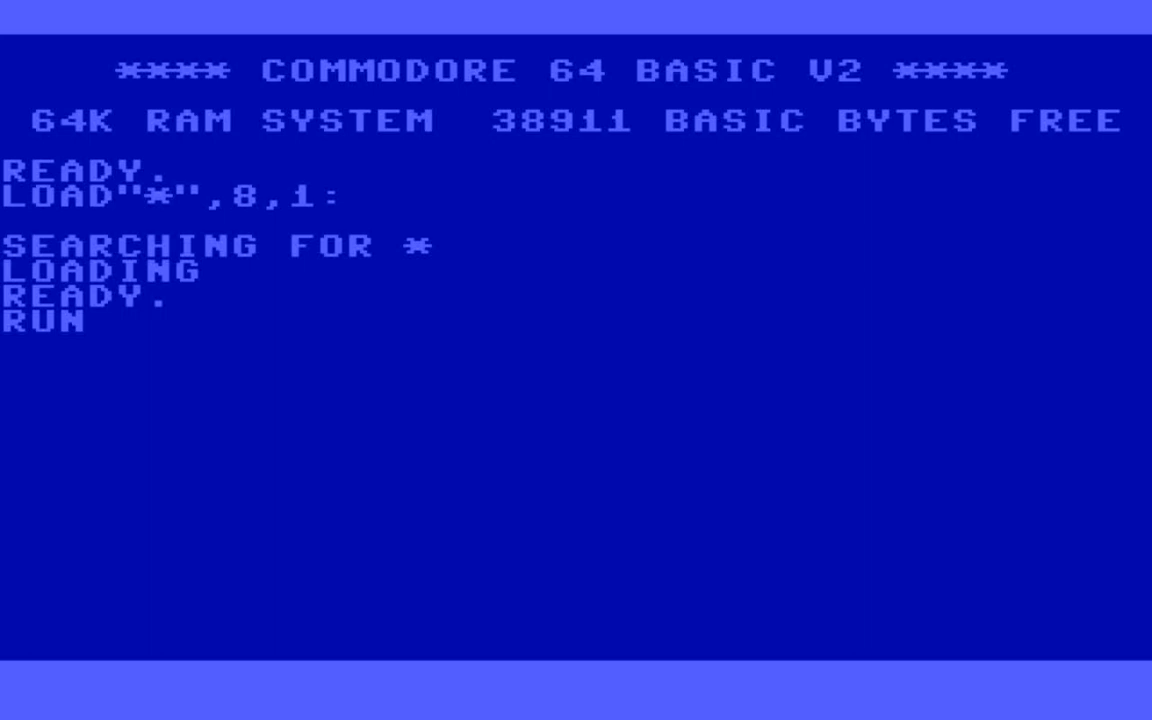 **** COMMODORE 64 BASIC V2 ****
64K RAM SYSTEM  38911 BASIC BYTES FREE
READY.
LOAD"*",8,1:
SEARCHING FOR *
LOADING
READY.
RUN